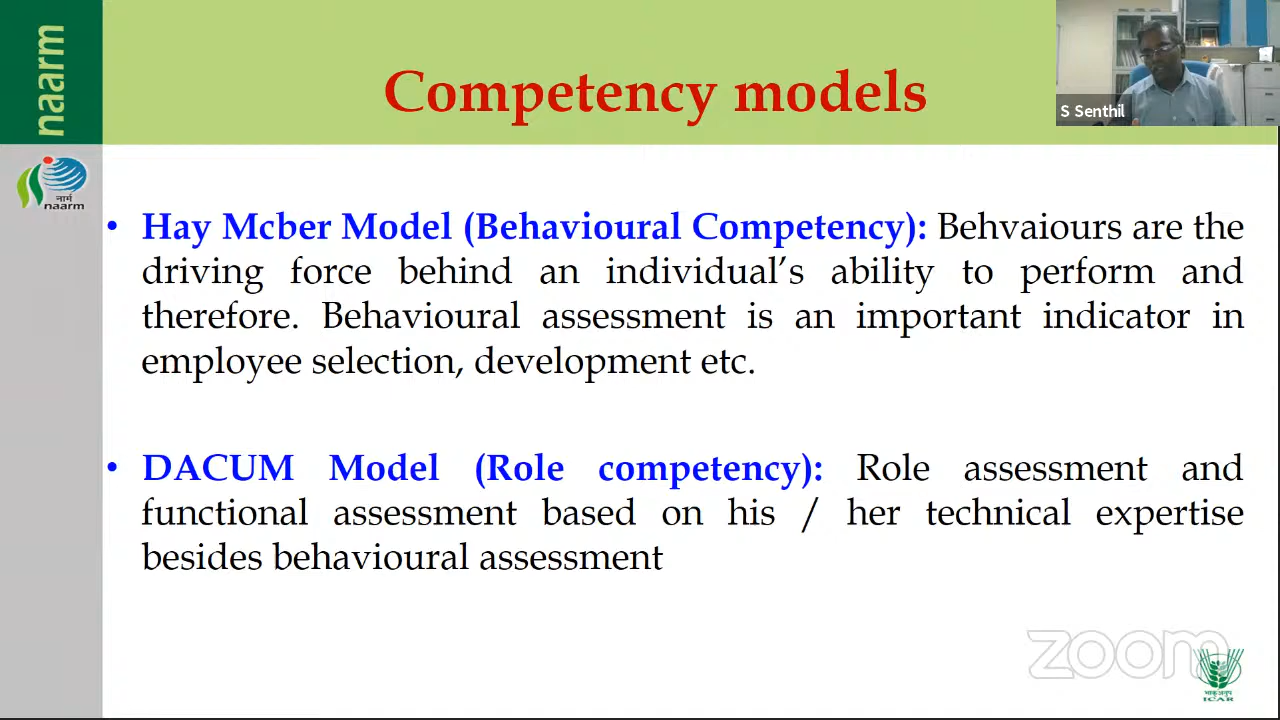 naarm
नार्म
naarm
Competency models
S Senthil
• Hay Mcber Model (Behavioural Competency): Behvaiours are the
driving force behind an individual’s ability to perform and
therefore. Behavioural assessment is an important indicator in
employee selection, development etc.
• DACUM Model (Role competency): Role assessment and
functional assessment based on his / her technical expertise
besides behavioural assessment
zoom
भाकृअनुप
ICAR